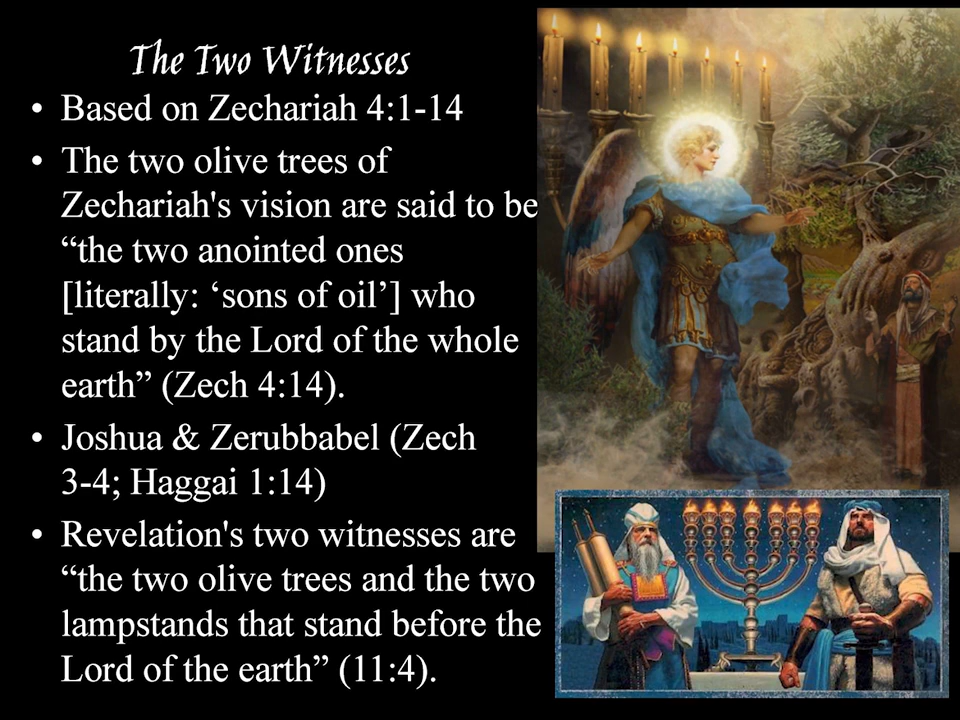 The Two Witnesses
• Based on Zechariah 4:1-14
• The two olive trees of
Zechariah's vision are said to be
“the two anointed ones
[literally: ‘sons of oil’] who
stand by the Lord of the whole
earth” (Zech 4:14).
• Joshua & Zerubbabel (Zech
3-4; Haggai 1:14)
• Revelation's two witnesses are
“the two olive trees and the two
lampstands that stand before the
Lord of the earth” (11:4).